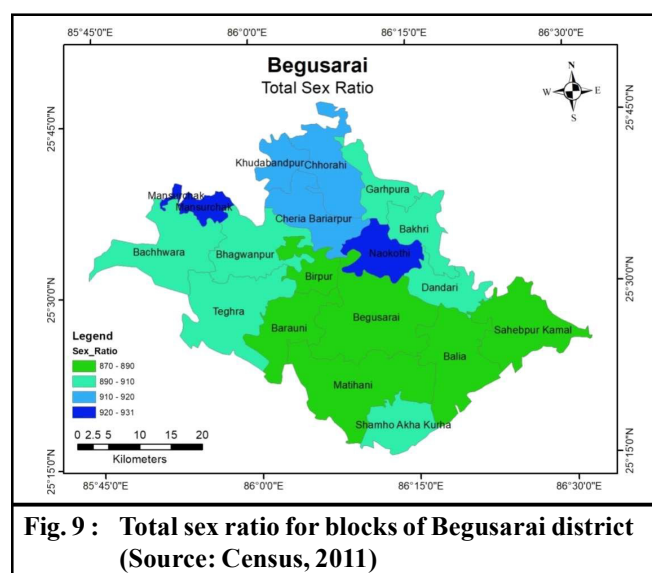 85°45'0"E 86°0'0"E 86°15'0"E 86°30'0"E
Begusarai
Total Sex Ratio
N
W E
S
25°45'0"N
25°45'0"N
Khudabandpur Chhorahi
Garhpura
Mansurchak
Mansurchak
Cheria Bariarpur
Bakhri
Naokothi
Bachhwara
Bhagwanpur
Birpur
Dandari
25°30'0"N
25°30'0"N
Teghra
Begusarai
Sahebpur Kamal
Barauni
Balia
Matihani
Shamho Akha Kurha
Legend
Sex_Ratio
870 - 890
890 - 910
910 - 920
920 - 931
0 2.5 5 10 15 20
Kilometers
25°15'0"N
25°15'0"N
85°45'0"E 86°0'0"E 86°15'0"E 86°30'0"E
Fig. 9 : Total sex ratio for blocks of Begusarai district
(Source: Census, 2011)